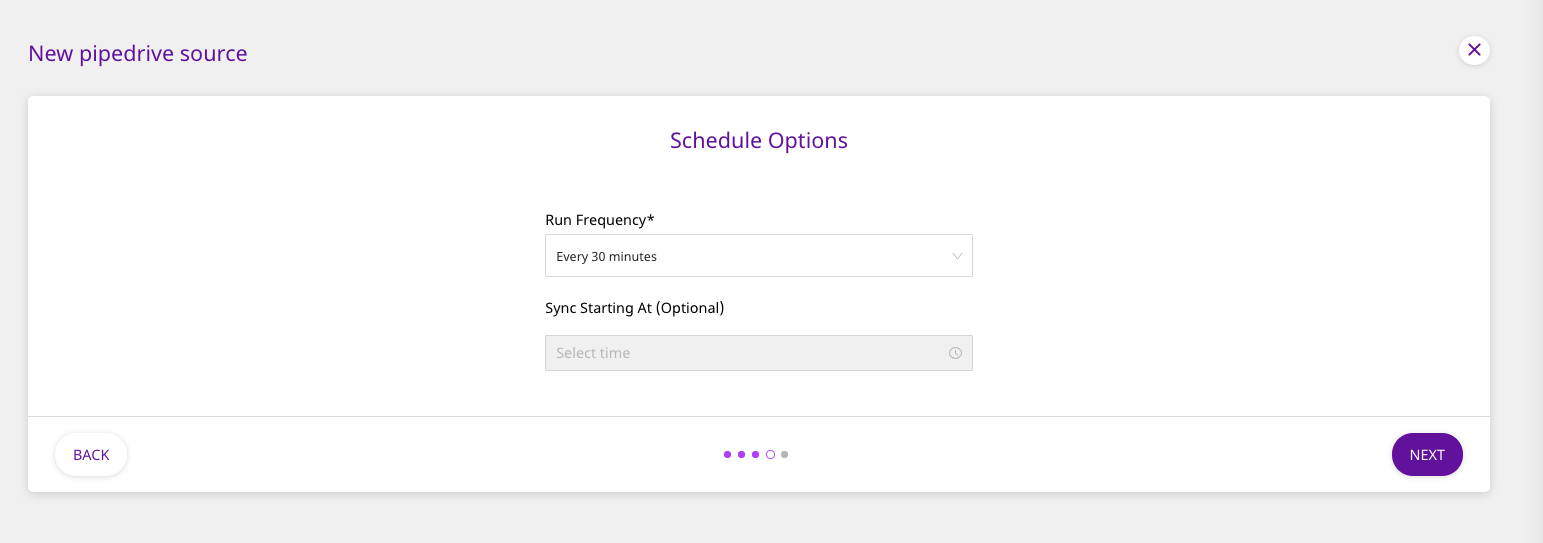 New pipedrive source
Schedule Options
Run Frequency*
Every 30 minutes
Sync Starting At (Optional)
Select time
BACK
NEXT